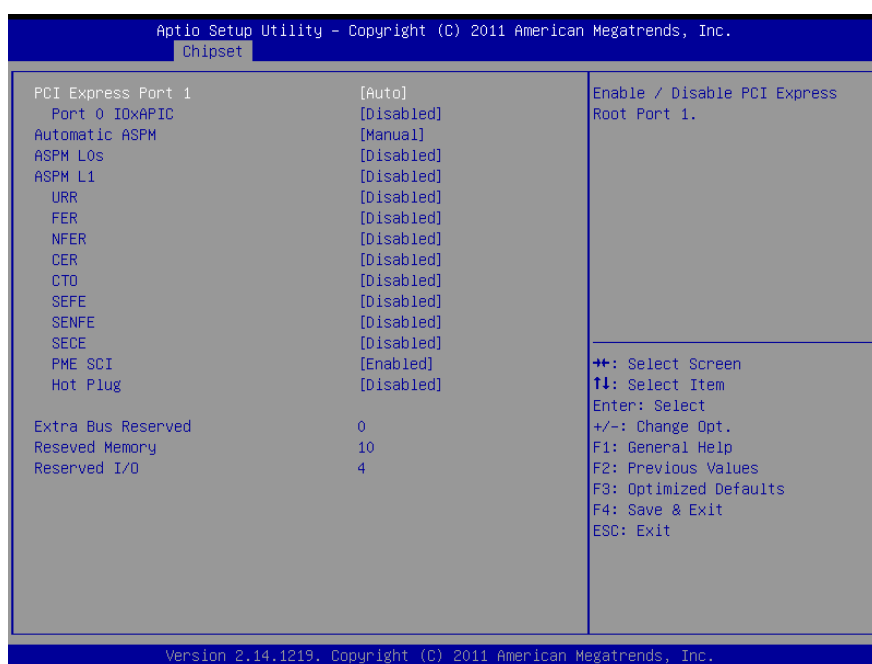 Aptio Setup Utility – Copyright (C) 2011 American Megatrends, Inc.
Chipset
PCI Express Port 1 [Auto]
Port 0 IOxAPIC [Disabled]
Automatic ASPM [Manual]
ASPM L0s [Disabled]
ASPM L1 [Disabled]
URR [Disabled]
FER [Disabled]
NFER [Disabled]
CER [Disabled]
CTO [Disabled]
SEFE [Disabled]
SENFE [Disabled]
SECE [Disabled]
PME SCI [Enabled]
Hot Plug [Disabled]
Extra Bus Reserved 0
Reseved Memory 10
Reserved I/O 4
Enable / Disable PCI Express
Root Port 1.
→←: Select Screen
↑↓: Select Item
Enter: Select
+/-: Change Opt.
F1: General Help
F2: Previous Values
F3: Optimized Defaults
F4: Save & Exit
ESC: Exit
Version 2.14.1219. Copyright (C) 2011 American Megatrends, Inc.